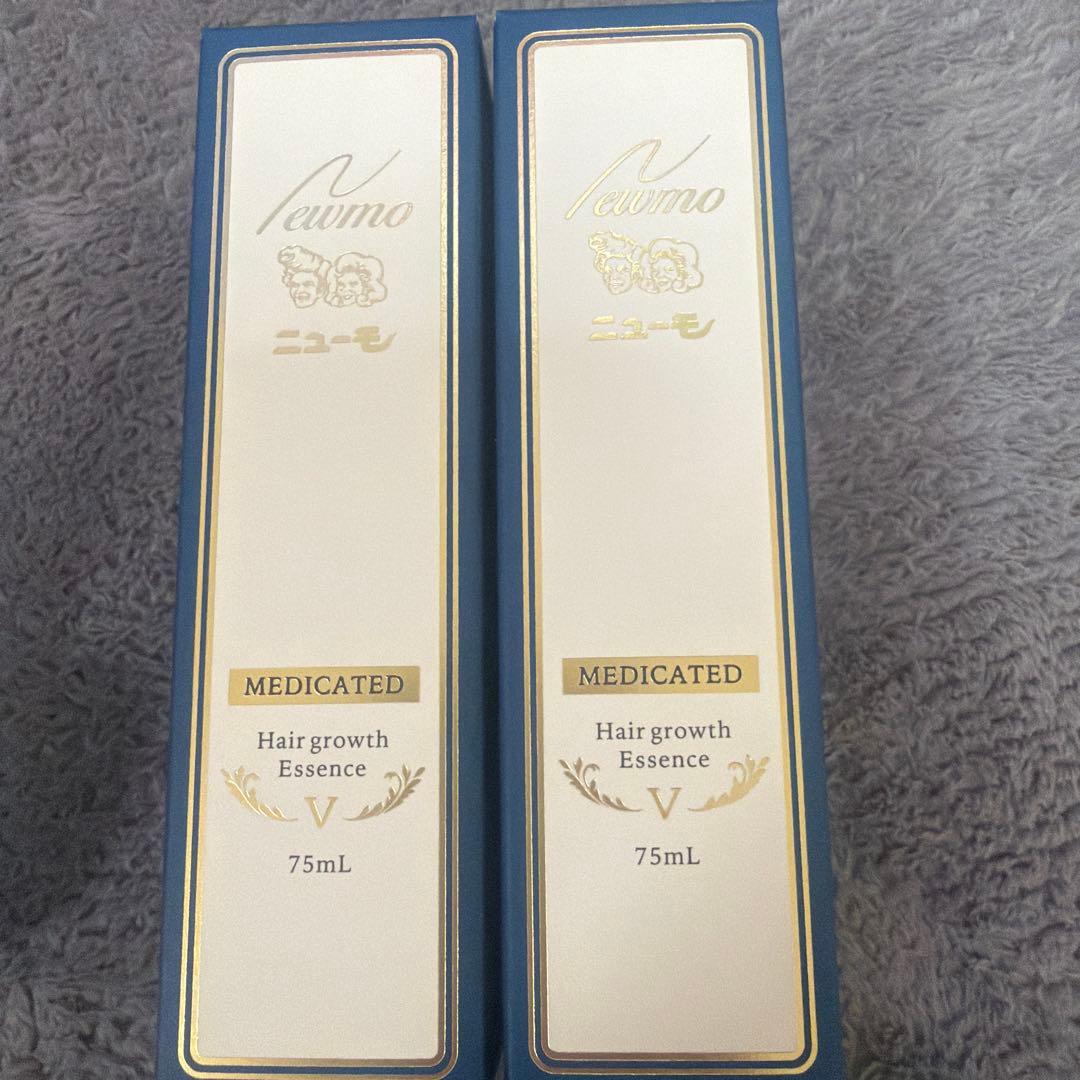 Newmo
ニューモ
MEDICATED
Hair growth
Essence
V
75mL
Newmo
ニューモ
MEDICATED
Hair growth
Essence
V
75mL